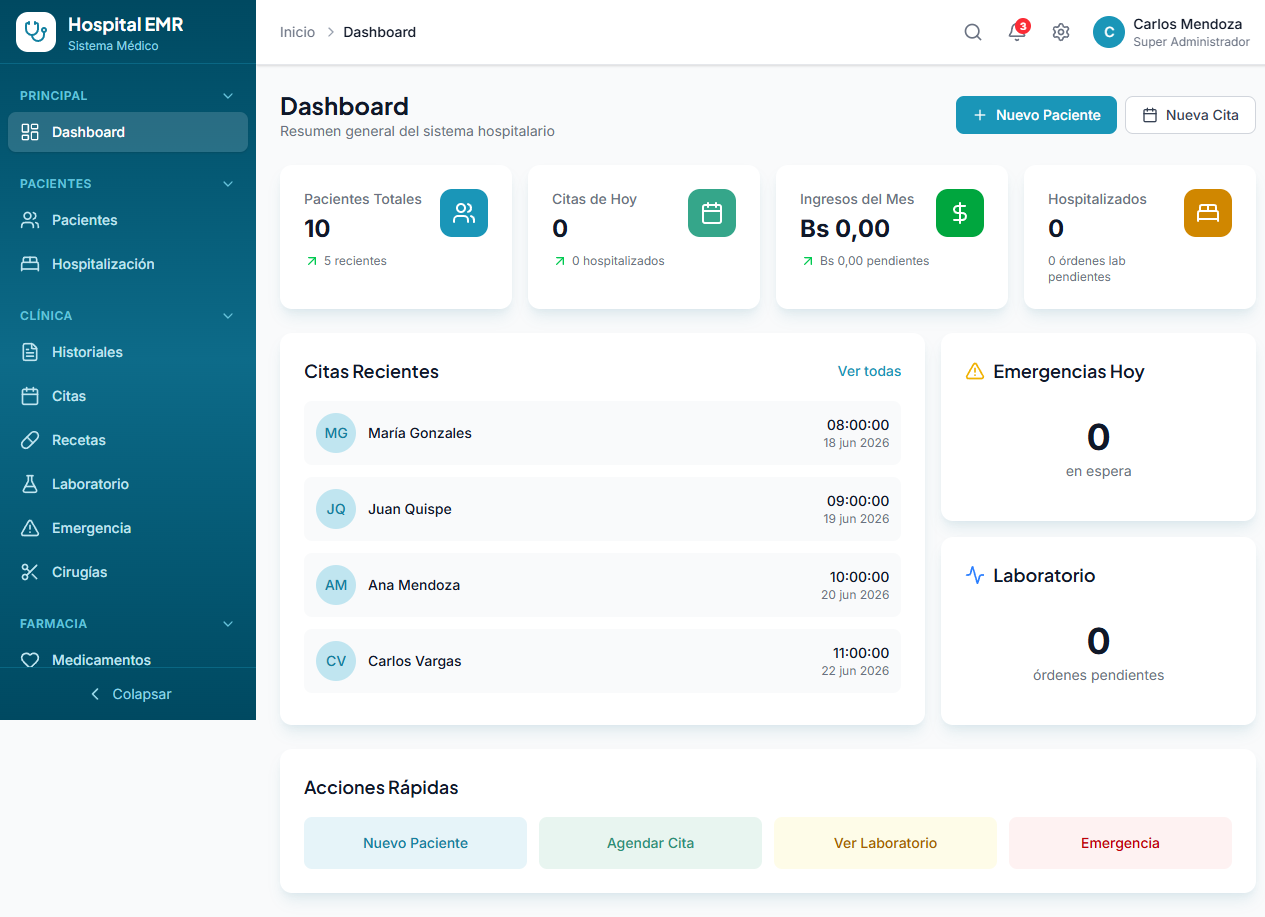 Hospital EMR
Sistema Médico
PRINCIPAL
Dashboard
PACIENTES
Pacientes
Hospitalización
CLÍNICA
Historiales
Citas
Recetas
Laboratorio
Emergencia
Cirugías
FARMACIA
Medicamentos
Colapsar
Inicio
Dashboard
3
C
Carlos Mendoza
Super Administrador
Dashboard
Resumen general del sistema hospitalario
Nuevo Paciente
Nueva Cita
Pacientes Totales
10
5 recientes
Citas de Hoy
0
0 hospitalizados
Ingresos del Mes
Bs 0,00
Bs 0,00 pendientes
Hospitalizados
0
0 órdenes lab
pendientes
Citas Recientes
Ver todas
MG
María Gonzales
08:00:00
18 jun 2026
JQ
Juan Quispe
09:00:00
19 jun 2026
AM
Ana Mendoza
10:00:00
20 jun 2026
CV
Carlos Vargas
11:00:00
22 jun 2026
Emergencias Hoy
0
en espera
Laboratorio
0
órdenes pendientes
Acciones Rápidas
Nuevo Paciente
Agendar Cita
Ver Laboratorio
Emergencia